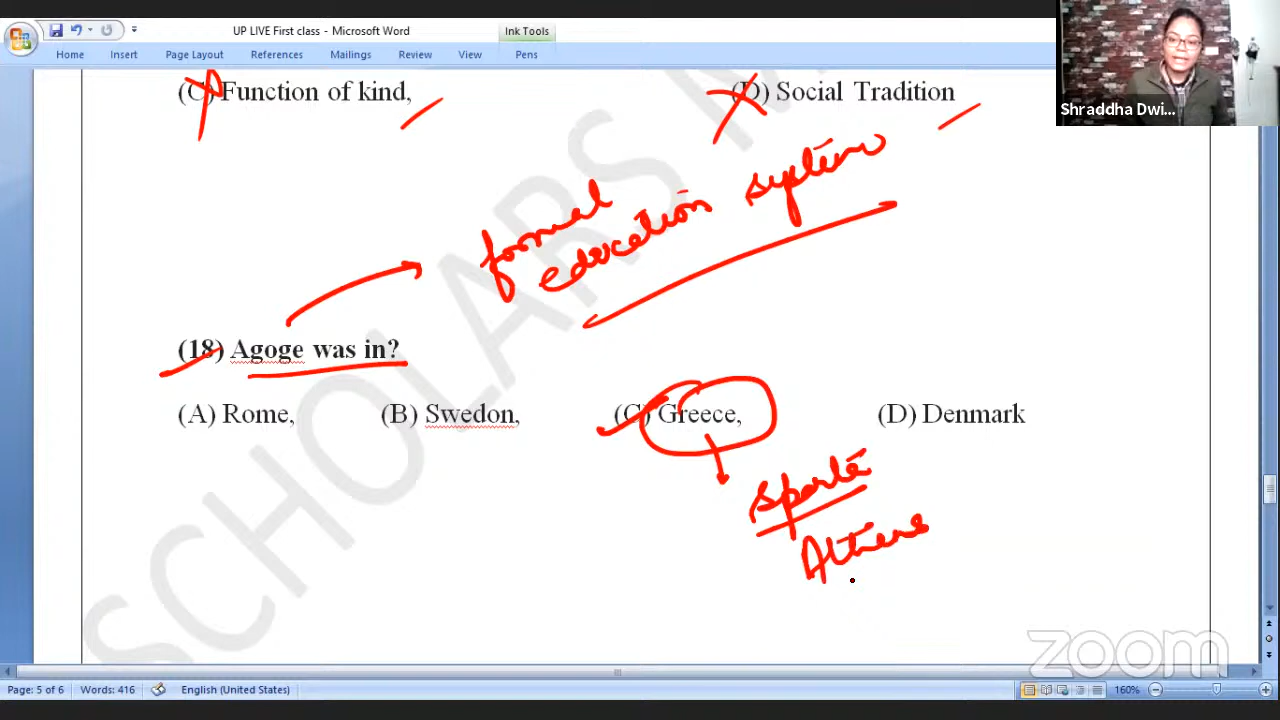 UP LIVE First class - Microsoft Word
Ink Tools
Home Insert Page Layout References Mailings Review View Pens
Shraddha Dwi...
(C) Function of kind, (D) Social Tradition
formal
education system
(18) Agoge was in?
(A) Rome, (B) Swedon, (C) Greece, (D) Denmark
Sparta
Athens
SCHOLARS M
zoom
Page: 5 of 6 Words: 416 English (United States) 160%